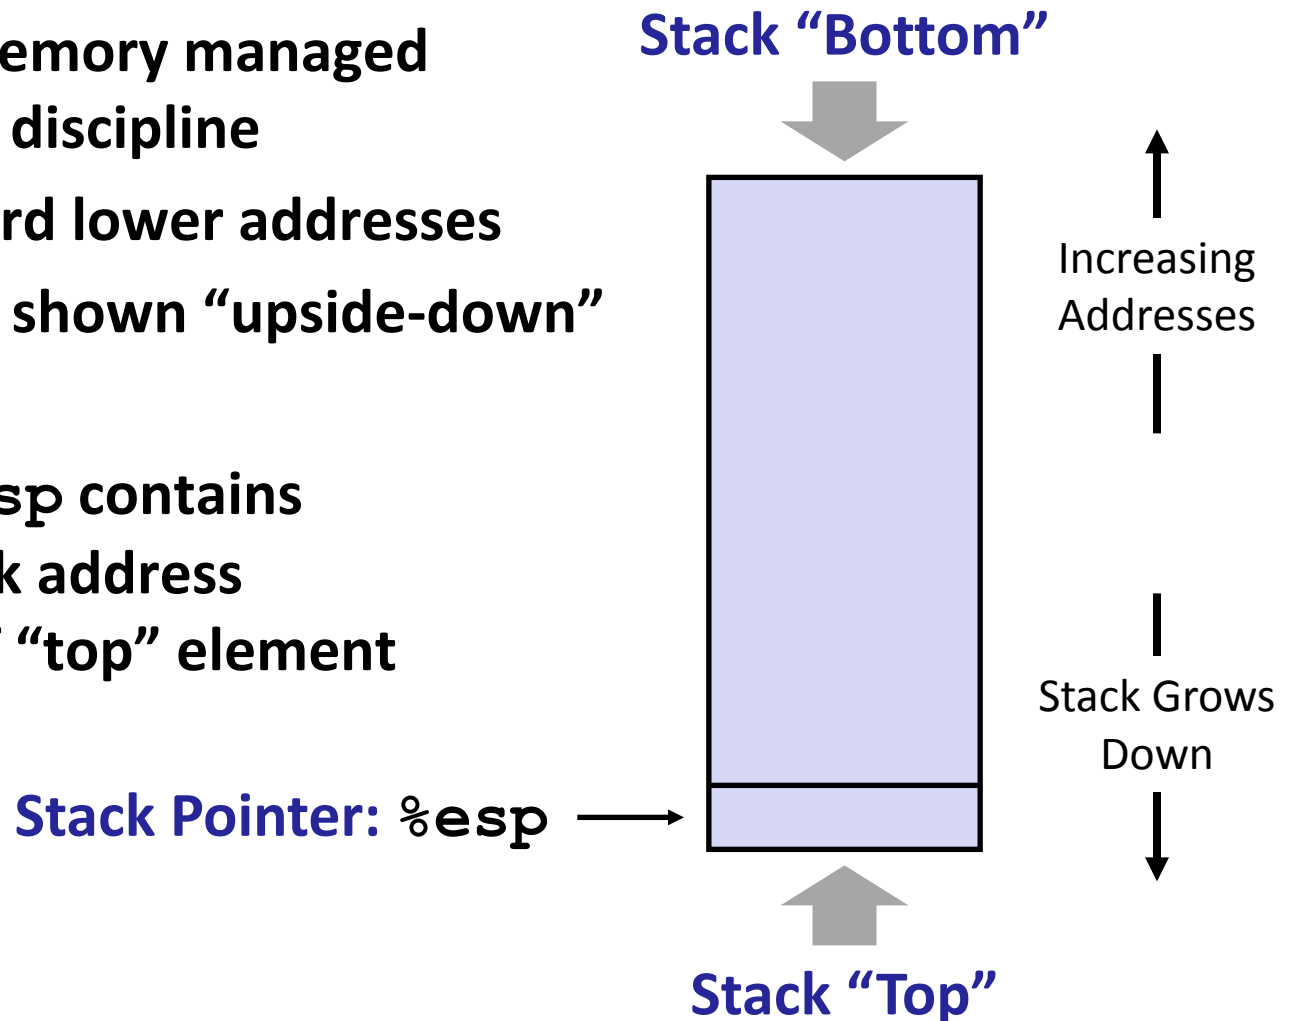 emory managed
discipline
rd lower addresses
shown “upside-down”
sp contains
k address
“top” element
Stack Pointer: %esp
Stack “Bottom”
Increasing
Addresses
Stack Grows
Down
Stack “Top”